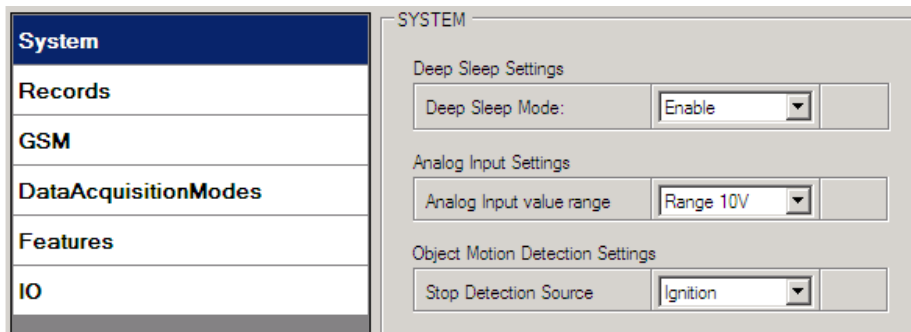 System
Records
GSM
DataAcquisitionModes
Features
IO
SYSTEM
Deep Sleep Settings
Deep Sleep Mode: Enable
Analog Input Settings
Analog Input value range Range 10V
Object Motion Detection Settings
Stop Detection Source Ignition